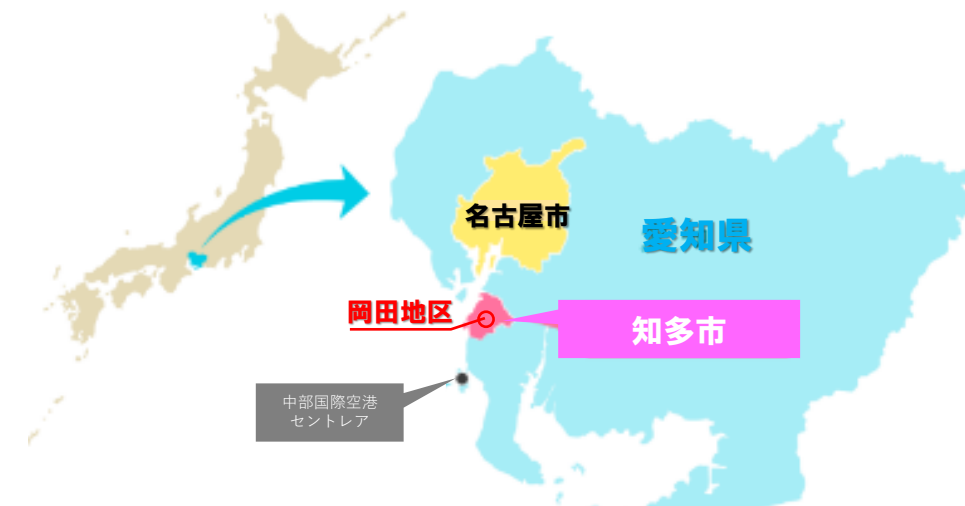 名古屋市
愛知県
岡田地区
知多市
中部国際空港
セントレア